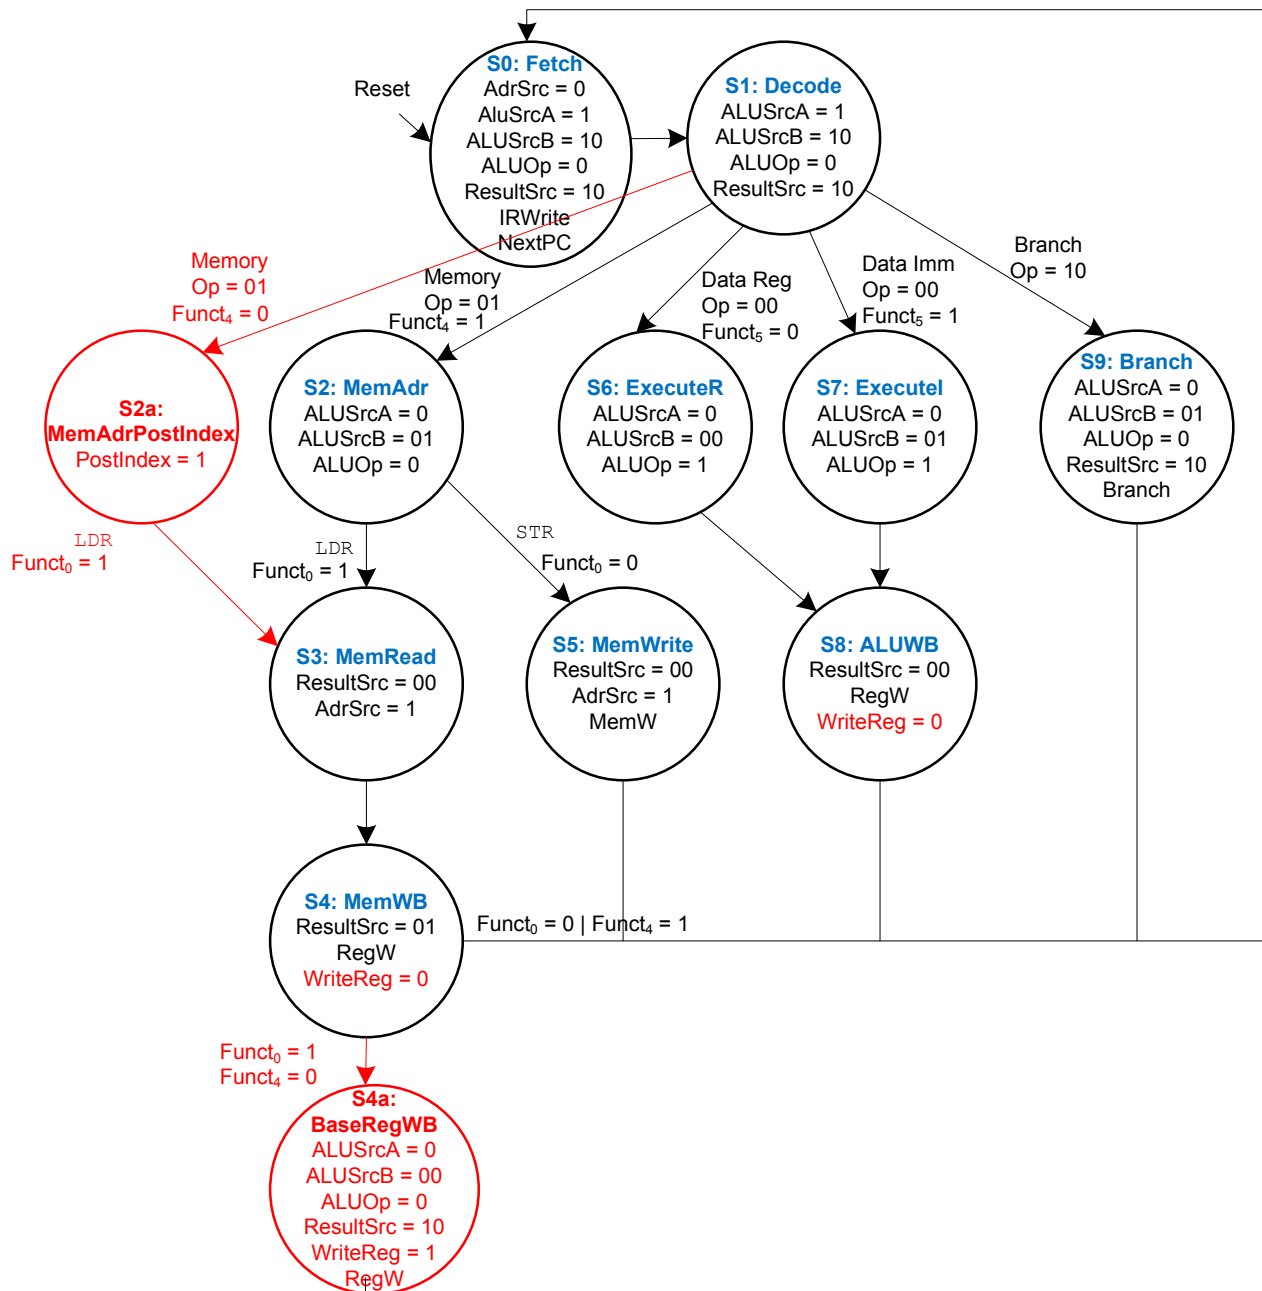 Reset
S0: Fetch
AdrSrc = 0
AluSrcA = 1
ALUSrcB = 10
ALUOp = 0
ResultSrc = 10
IRWrite
NextPC
S1: Decode
ALUSrcA = 1
ALUSrcB = 10
ALUOp = 0
ResultSrc = 10
Memory
Op = 01
Funct₄ = 0
Memory
Op = 01
Funct₄ = 1
Data Reg
Op = 00
Funct₅ = 0
Data Imm
Op = 00
Funct₅ = 1
Branch
Op = 10
S2a:
MemAdrPostIndex
PostIndex = 1
S2: MemAdr
ALUSrcA = 0
ALUSrcB = 01
ALUOp = 0
S6: ExecuteR
ALUSrcA = 0
ALUSrcB = 00
ALUOp = 1
S7: ExecuteI
ALUSrcA = 0
ALUSrcB = 01
ALUOp = 1
S9: Branch
ALUSrcA = 0
ALUSrcB = 01
ALUOp = 0
ResultSrc = 10
Branch
LDR
Funct₀ = 1
LDR
Funct₀ = 1
STR
Funct₀ = 0
S3: MemRead
ResultSrc = 00
AdrSrc = 1
S5: MemWrite
ResultSrc = 00
AdrSrc = 1
MemW
S8: ALUWB
ResultSrc = 00
RegW
WriteReg = 0
S4: MemWB
ResultSrc = 01
RegW
WriteReg = 0
Funct₀ = 0 | Funct₄ = 1
Funct₀ = 1
Funct₄ = 0
S4a:
BaseRegWB
ALUSrcA = 0
ALUSrcB = 00
ALUOp = 0
ResultSrc = 10
WriteReg = 1
RegW